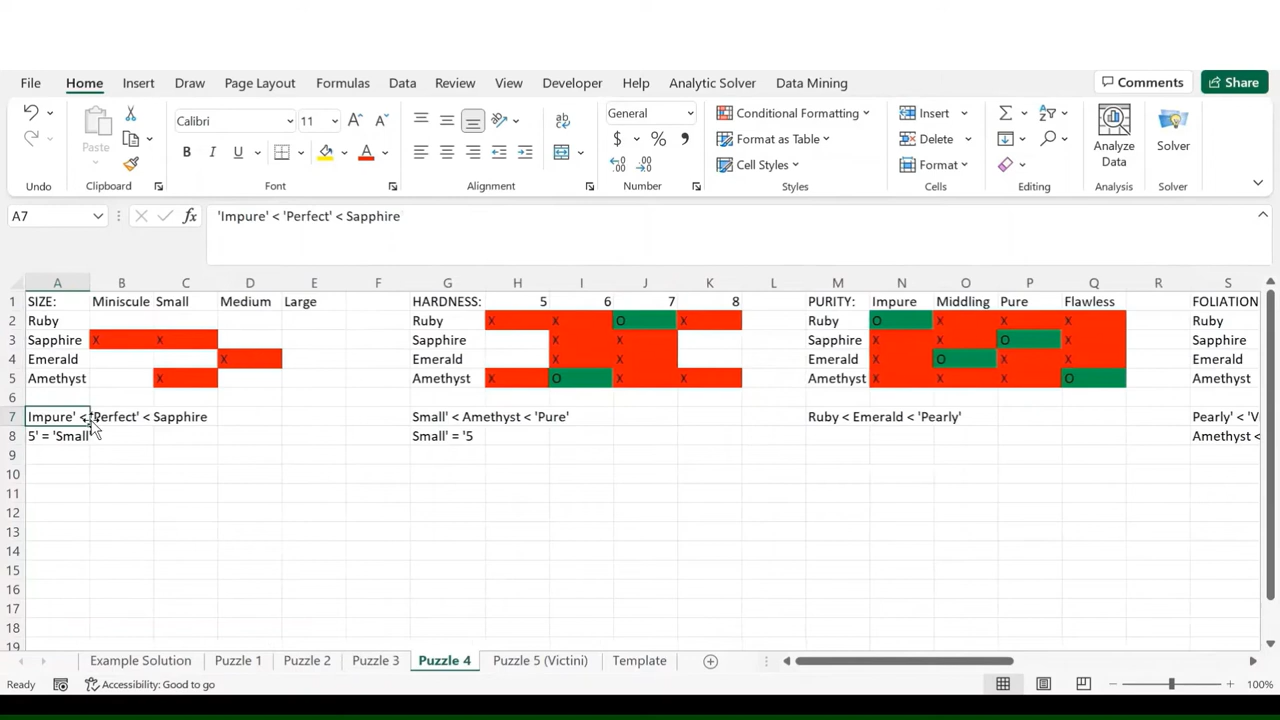 File Home Insert Draw Page Layout Formulas Data Review View Developer Help Analytic Solver Data Mining Comments Share
Paste Calibri 11 A A B I U A ab General $ % , Conditional Formatting Format as Table Cell Styles Insert Delete Format Analyze Data Solver
Undo Clipboard Font Alignment Number Styles Cells Editing Analysis Solver
A7 fx 'Impure' < 'Perfect' < Sapphire
A B C D E F G H I J K L M N O P Q R S
1 SIZE: Miniscule Small Medium Large HARDNESS: 5 6 7 8 PURITY: Impure Middling Pure Flawless FOLIATION
2 Ruby Ruby X X O X Ruby O X X X Ruby
3 Sapphire X X Sapphire X X Sapphire X X O X Sapphire
4 Emerald X Emerald X X Emerald X O X X Emerald
5 Amethyst X Amethyst X O X X Amethyst X X X O Amethyst
6
7 Impure' < 'Perfect' < Sapphire Small' < Amethyst < 'Pure' Ruby < Emerald < 'Pearly' Pearly' < 'V
8 5' = 'Small' Small' = '5 Amethyst <
9
10
11
12
13
14
15
16
17
18
19
Example Solution Puzzle 1 Puzzle 2 Puzzle 3 Puzzle 4 Puzzle 5 (Victini) Template
Ready Accessibility: Good to go 100%